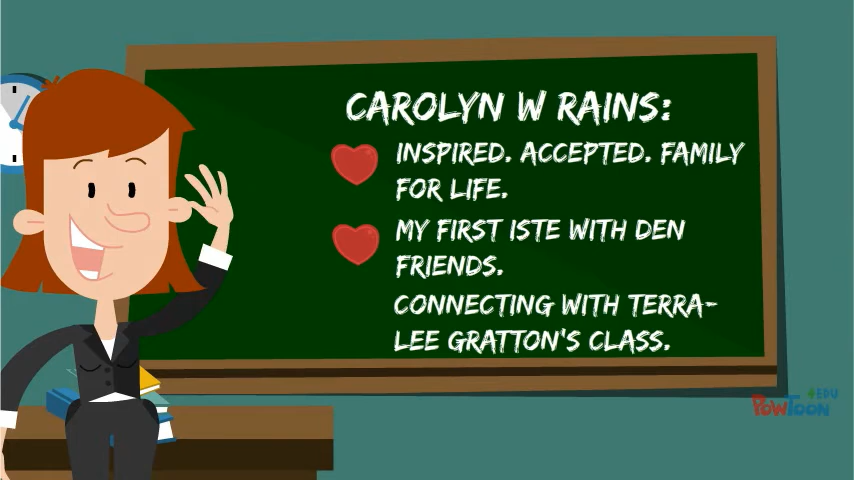 CAROLYN W RAINS:
INSPIRED. ACCEPTED. FAMILY
FOR LIFE.
MY FIRST ISTE WITH DEN
FRIENDS.
CONNECTING WITH TERRA-
LEE GRATTON'S CLASS.
EDU
POWTOON